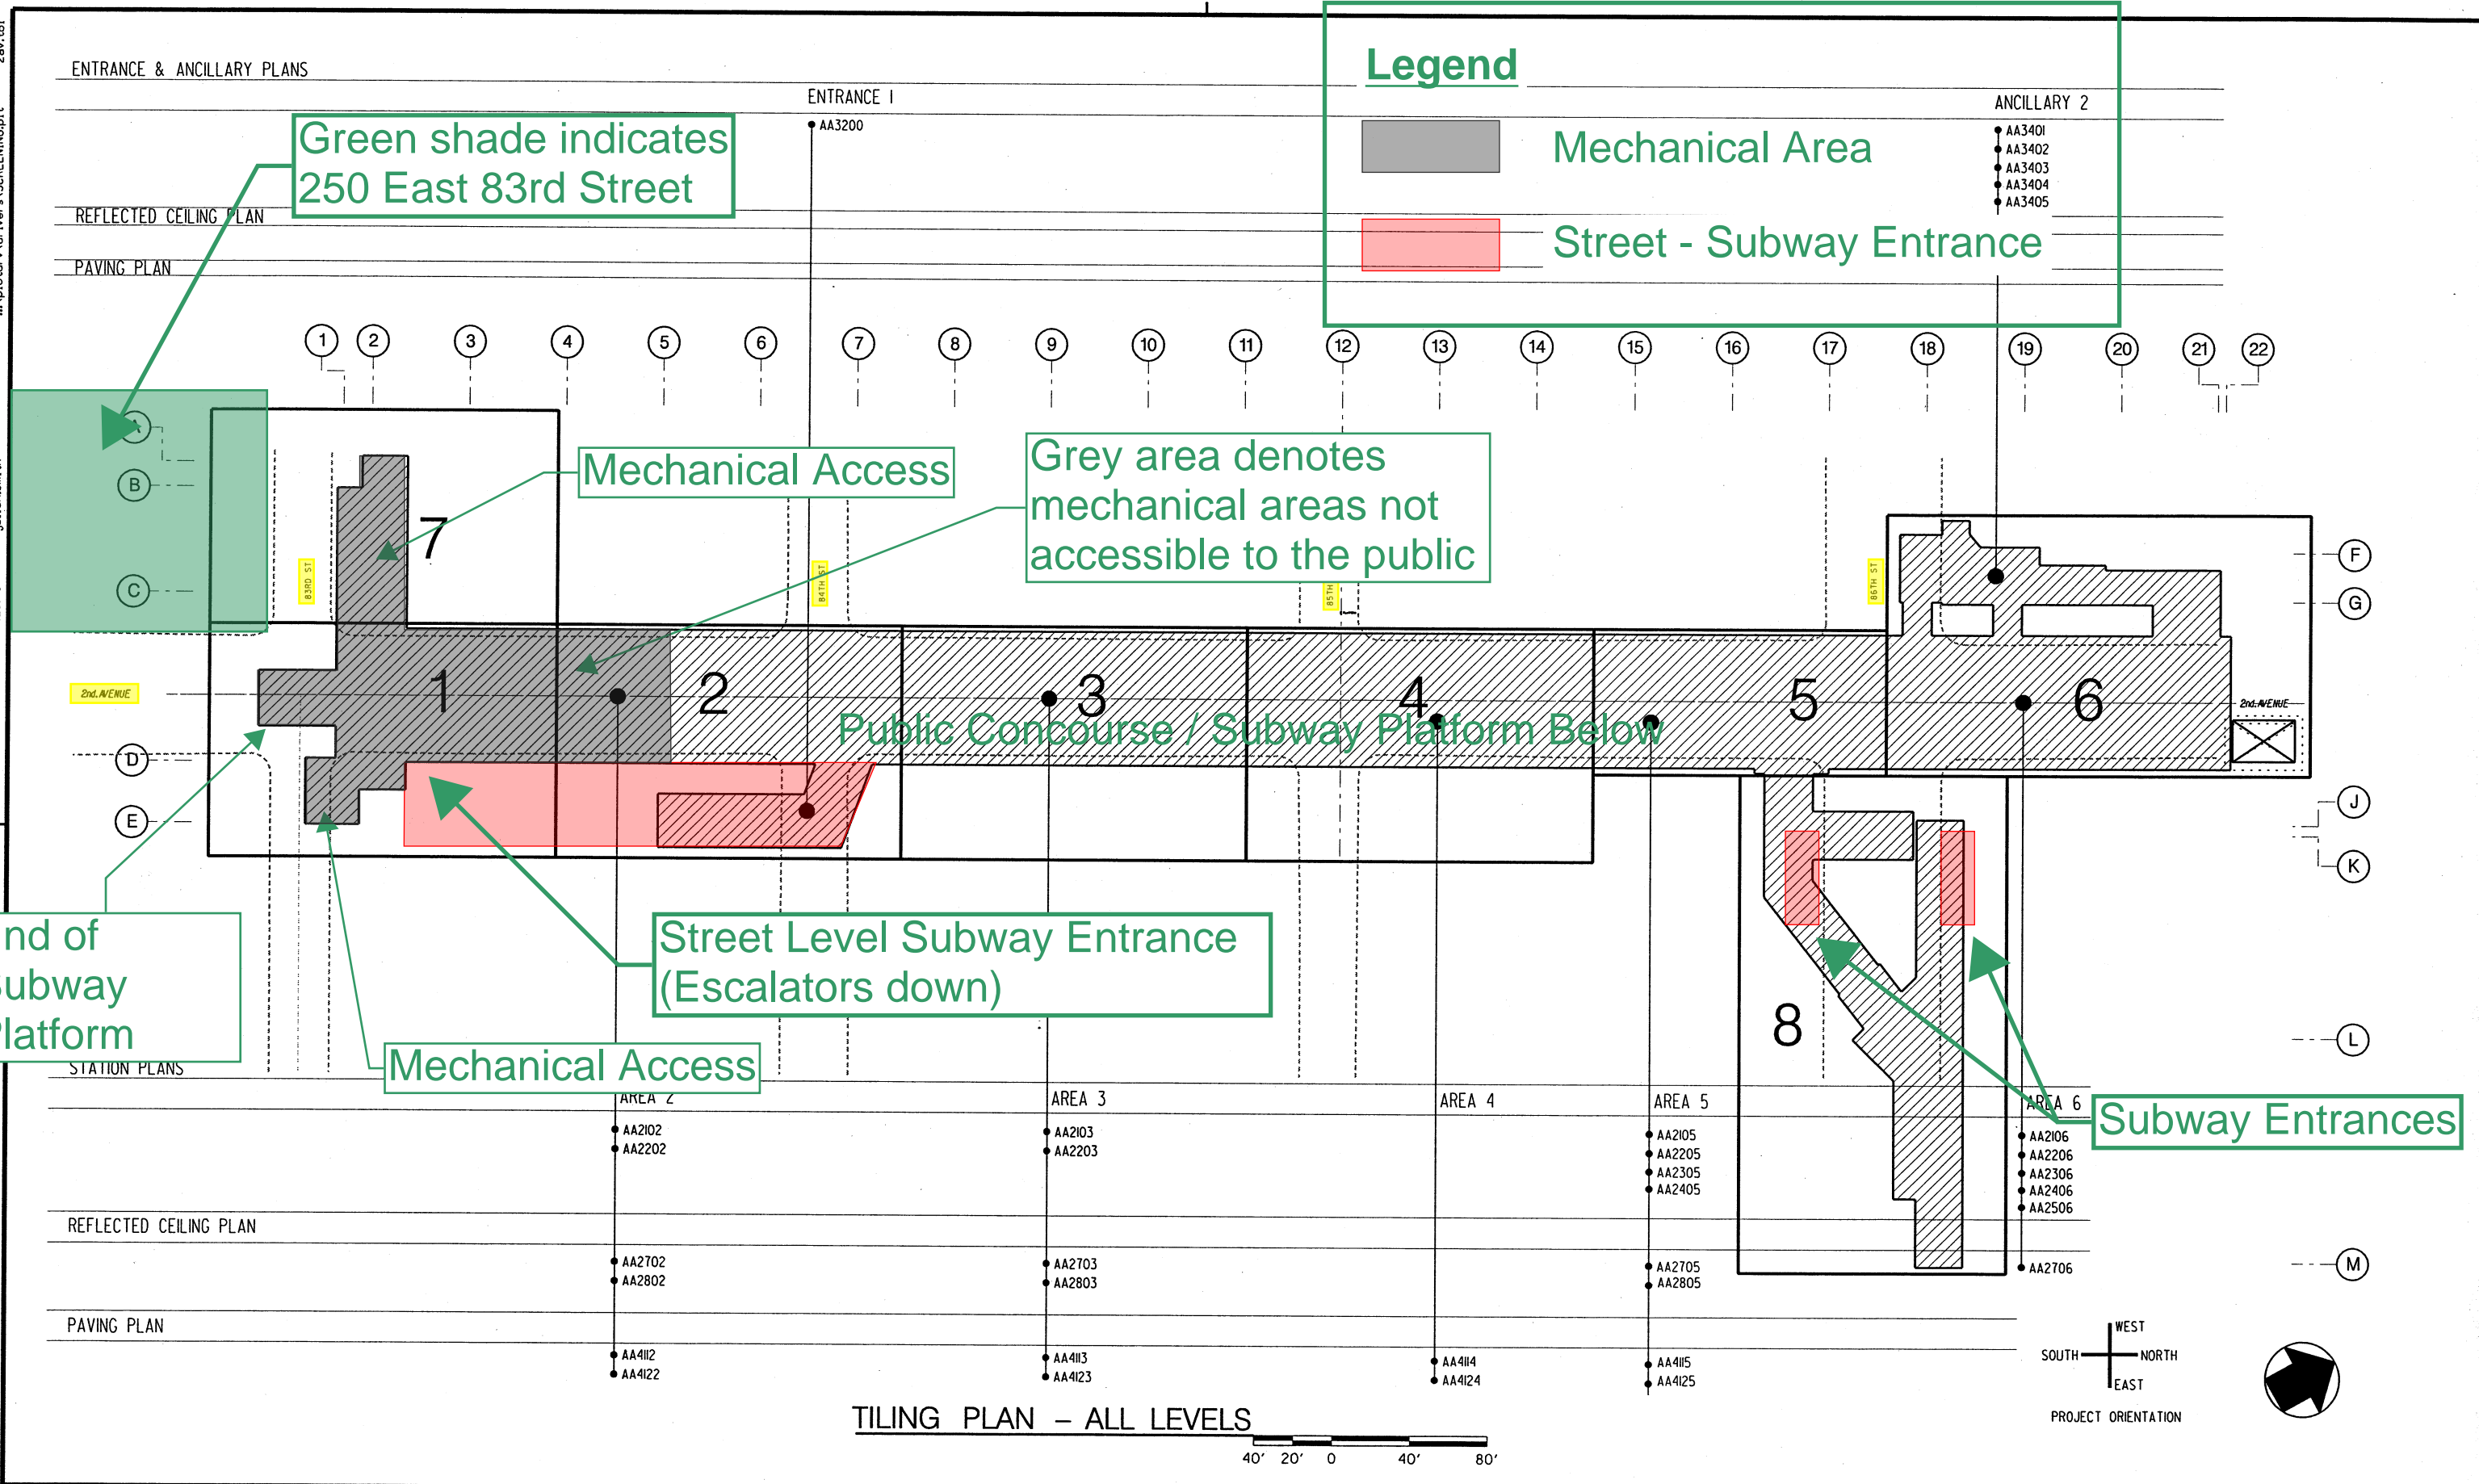 ENTRANCE & ANCILLARY PLANS
ENTRANCE 1
AA3200
Legend
Mechanical Area
Street - Subway Entrance
ANCILLARY 2
AA3401
AA3402
AA3403
AA3404
AA3405
Green shade indicates
250 East 83rd Street
REFLECTED CEILING PLAN
PAVING PLAN
1 2 3 4 5 6 7 8 9 10 11 12 13 14 15 16 17 18 19 20 21 22
A
B
C
D
E
F
G
J
K
L
M
Mechanical Access
Grey area denotes
mechanical areas not
accessible to the public
83RD ST
84TH ST
85TH
86TH ST
7
2nd. AVENUE
1 2 3 4 5 6
2nd. AVENUE
Public Concourse / Subway Platform Below
8
nd of
Subway
Platform
Street Level Subway Entrance
(Escalators down)
Mechanical Access
Subway Entrances
STATION PLANS
AREA 2
AA2102
AA2202
AREA 3
AA2103
AA2203
AREA 4
AREA 5
AA2105
AA2205
AA2305
AA2405
AREA 6
AA2106
AA2206
AA2306
AA2406
AA2506
REFLECTED CEILING PLAN
AA2702
AA2802
AA2703
AA2803
AA2705
AA2805
AA2706
PAVING PLAN
AA4112
AA4122
AA4113
AA4123
AA4114
AA4124
AA4115
AA4125
WEST
SOUTH NORTH
EAST
PROJECT ORIENTATION
TILING PLAN – ALL LEVELS
40' 20' 0 40' 80'